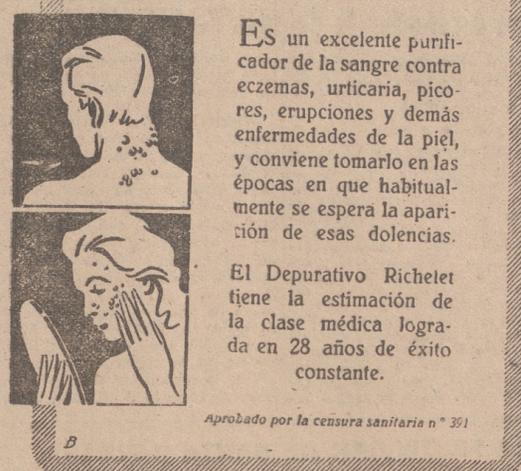 Es un excelente purifi-
cador de la sangre contra
eczemas, urticaria, pico-
res, erupciones y demás
enfermedades de la piel,
y conviene tomarlo en las
épocas en que habitual-
mente se espera la apari-
ción de esas dolencias.
El Depurativo Richelet
tiene la estimación de
la clase médica logra-
da en 28 años de éxito
constante.
Aprobado por la censura sanitaria n° 391
B